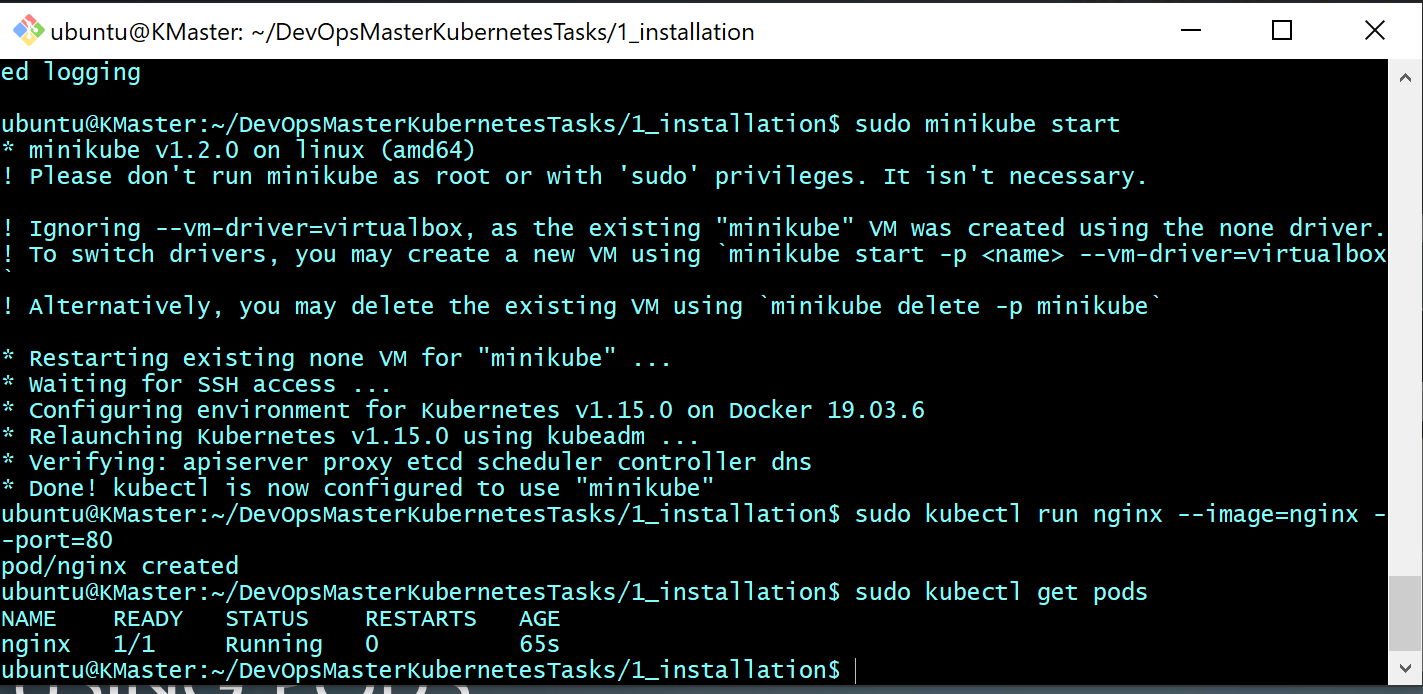 ubuntu@KMaster: ~/DevOpsMasterKubernetesTasks/1_installation
ed logging
ubuntu@KMaster:~/DevOpsMasterKubernetesTasks/1_installation$ sudo minikube start
* minikube v1.2.0 on linux (amd64)
! Please don't run minikube as root or with 'sudo' privileges. It isn't necessary.
! Ignoring --vm-driver=virtualbox, as the existing "minikube" VM was created using the none driver.
! To switch drivers, you may create a new VM using `minikube start -p <name> --vm-driver=virtualbox
`
! Alternatively, you may delete the existing VM using `minikube delete -p minikube`
* Restarting existing none VM for "minikube" ...
* Waiting for SSH access ...
* Configuring environment for Kubernetes v1.15.0 on Docker 19.03.6
* Relaunching Kubernetes v1.15.0 using kubeadm ...
* Verifying: apiserver proxy etcd scheduler controller dns
* Done! kubectl is now configured to use "minikube"
ubuntu@KMaster:~/DevOpsMasterKubernetesTasks/1_installation$ sudo kubectl run nginx --image=nginx -
-port=80
pod/nginx created
ubuntu@KMaster:~/DevOpsMasterKubernetesTasks/1_installation$ sudo kubectl get pods
NAME    READY   STATUS    RESTARTS   AGE
nginx   1/1     Running   0          65s
ubuntu@KMaster:~/DevOpsMasterKubernetesTasks/1_installation$